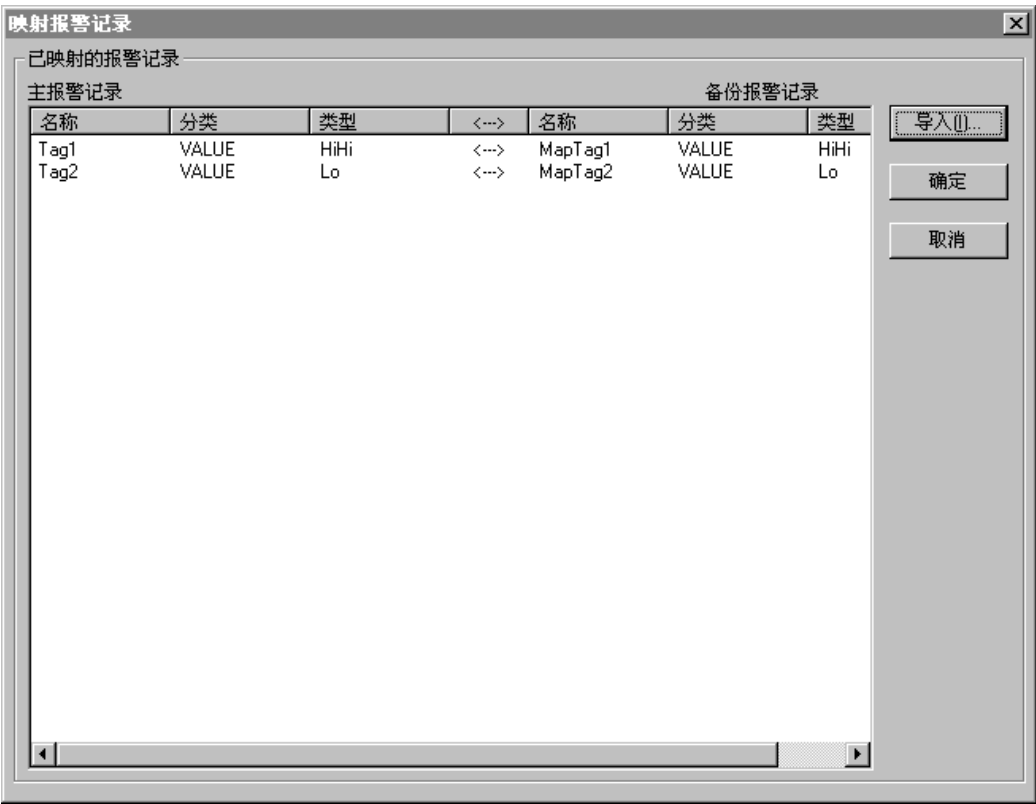 映射报警记录
已映射的报警记录
主报警记录 备份报警记录
名称 分类 类型 <---> 名称 分类 类型
Tag1 VALUE HiHi <---> MapTag1 VALUE HiHi
Tag2 VALUE Lo <---> MapTag2 VALUE Lo
导入(I)...
确定
取消